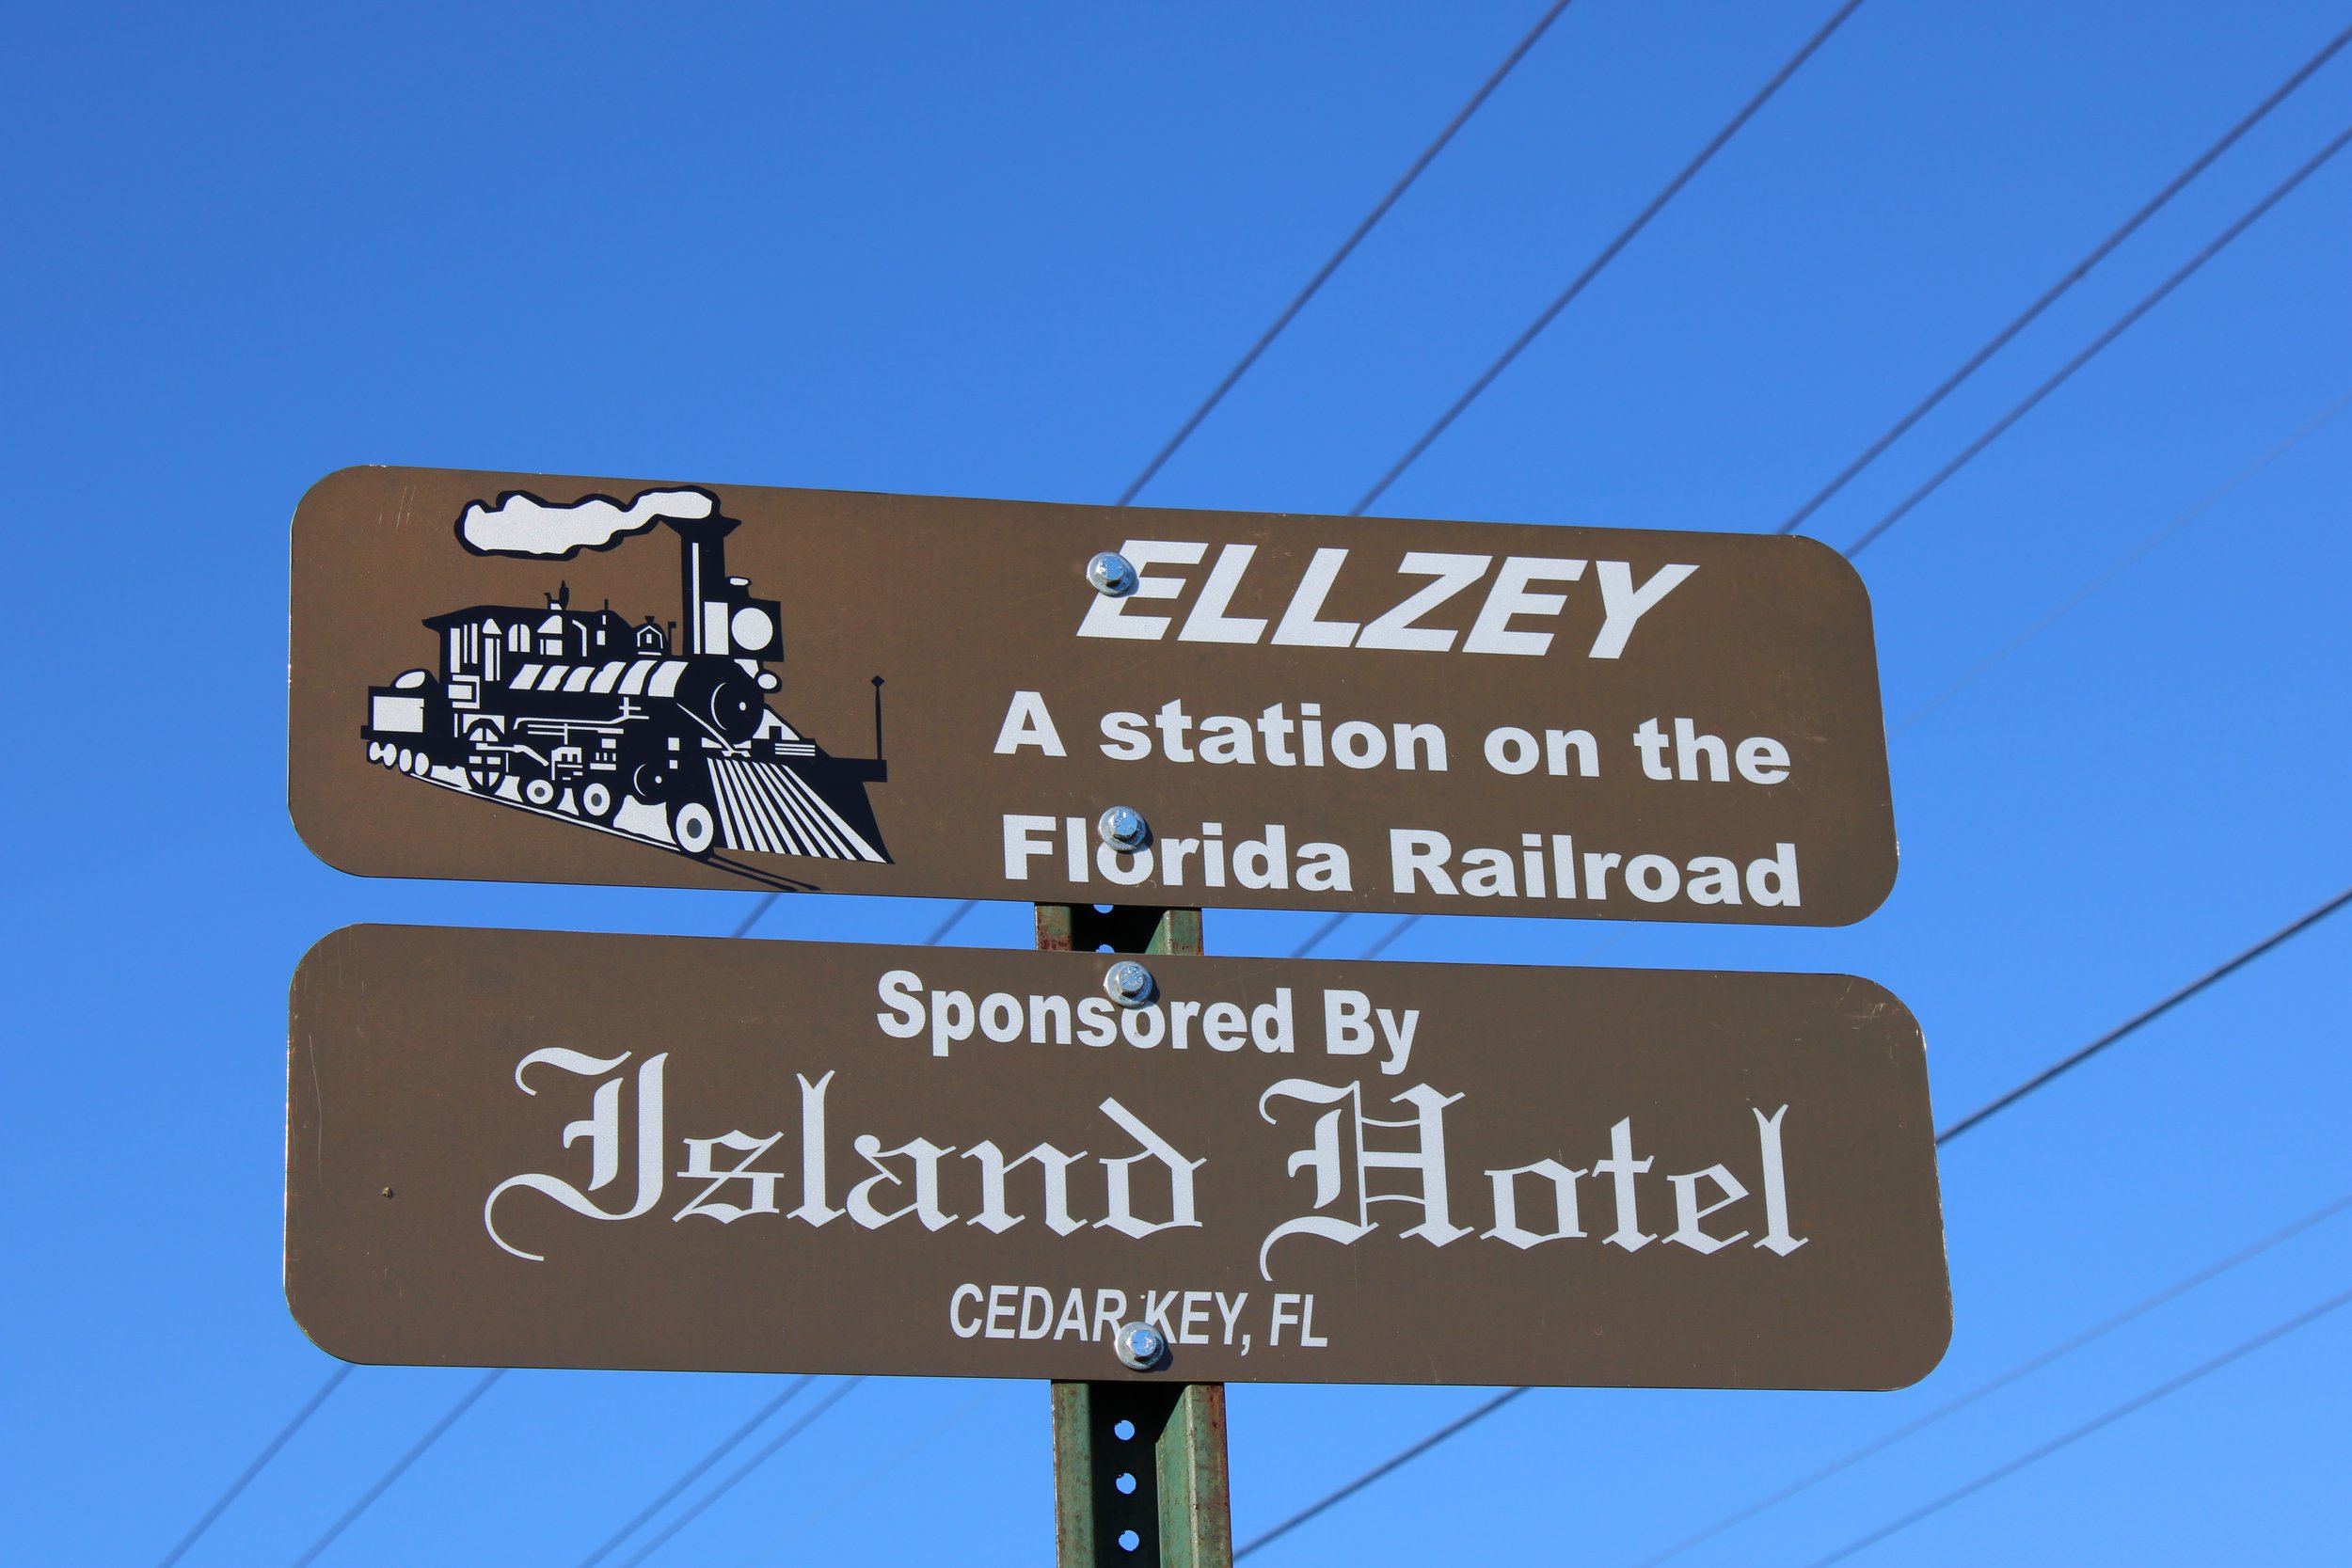 ELLZEY
A station on the
Florida Railroad
Sponsored By
Island Hotel
CEDAR KEY, FL